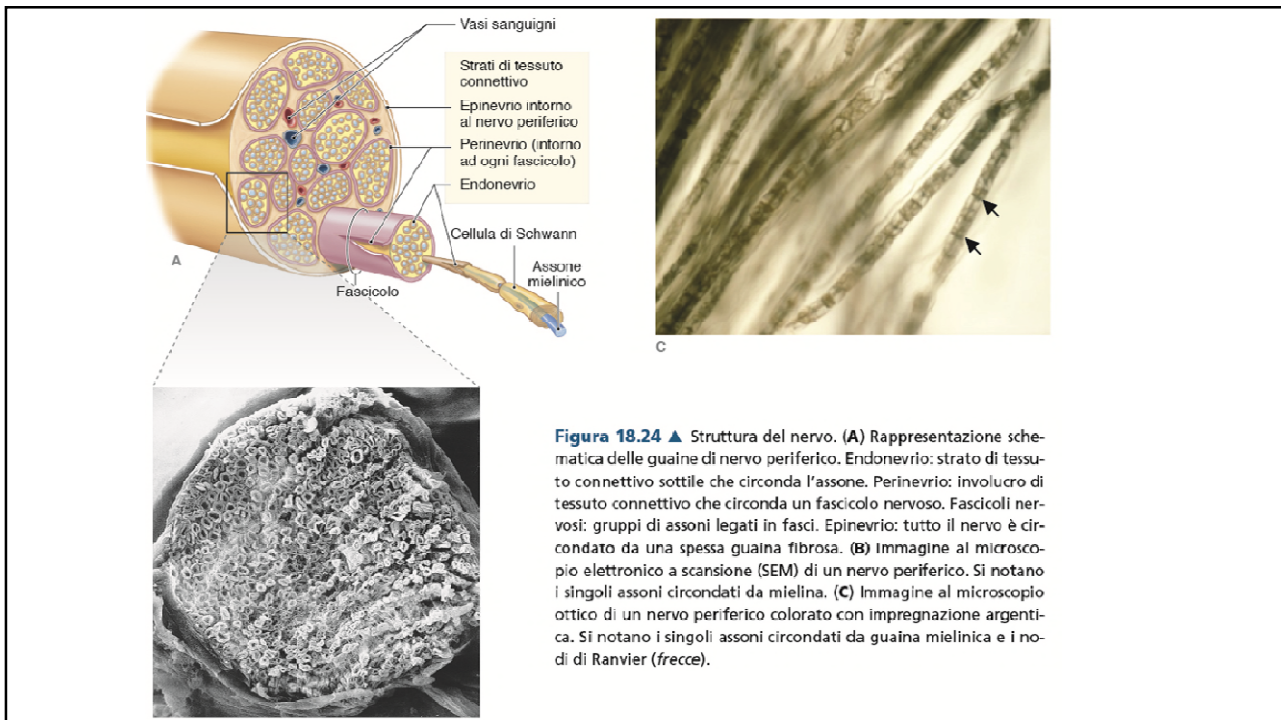 Vasi sanguigni
Strati di tessuto
connettivo
Epinevrio intorno
al nervo periferico
Perinevrio (intorno
ad ogni fascicolo)
Endonevrio
Cellula di Schwann
Assone
mielinico
Fascicolo
A
C
Figura 18.24 ▲ Struttura del nervo. (A) Rappresentazione sche-
matica delle guaine di nervo periferico. Endonevrio: strato di tessu-
to connettivo sottile che circonda l'assone. Perinevrio: involucro di
tessuto connettivo che circonda un fascicolo nervoso. Fascicoli ner-
vosi: gruppi di assoni legati in fasci. Epinevrio: tutto il nervo è cir-
condato da una spessa guaina fibrosa. (B) Immagine al microsco-
pio elettronico a scansione (SEM) di un nervo periferico. Si notano
i singoli assoni circondati da mielina. (C) Immagine al microscopio
ottico di un nervo periferico colorato con impregnazione argenti-
ca. Si notano i singoli assoni circondati da guaina mielinica e i no-
di di Ranvier (frecce).